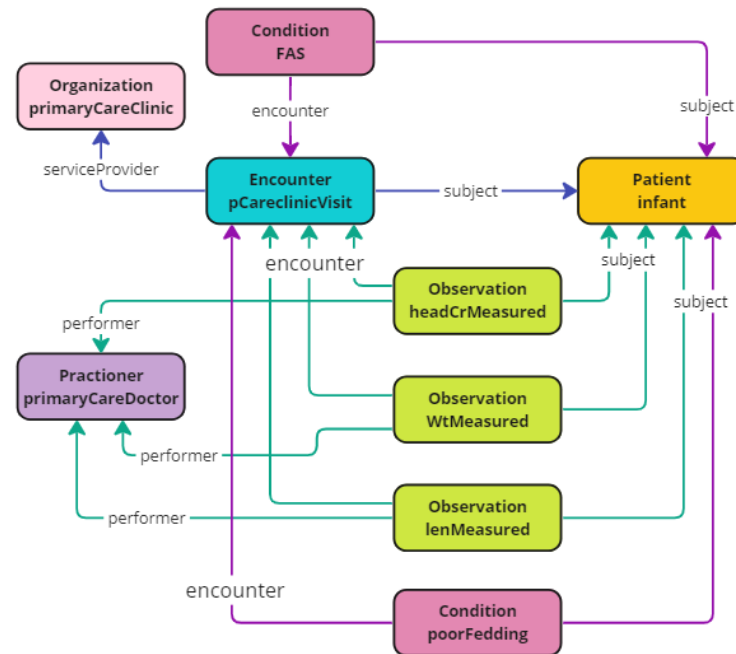 Condition
FAS
Organization
primaryCareClinic
encounter
subject
serviceProvider
Encounter
pCareclinicVisit
subject
Patient
infant
encounter
subject
Observation
headCrMeasured
subject
performer
Practioner
primaryCareDoctor
Observation
WtMeasured
performer
Observation
lenMeasured
performer
encounter
Condition
poorFedding